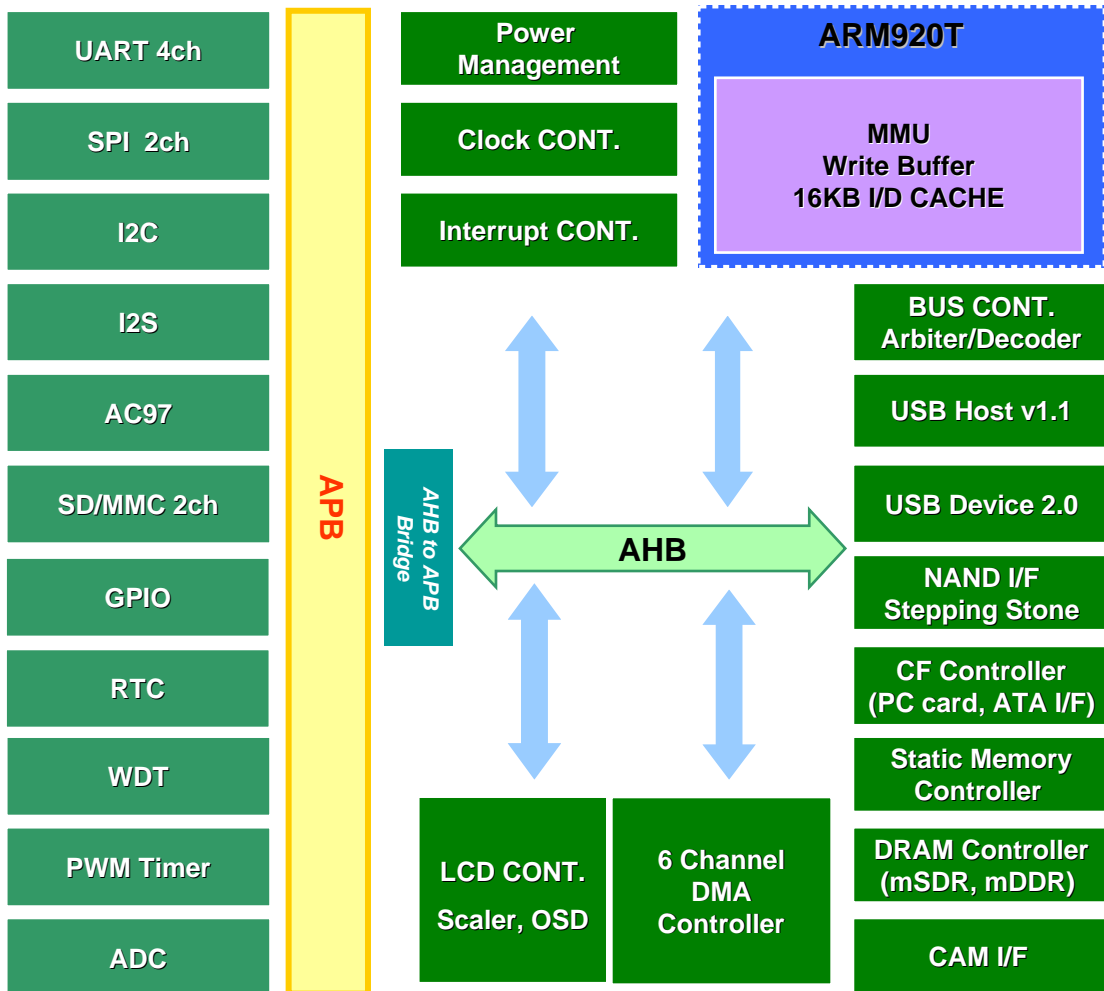 UART 4ch
SPI 2ch
I2C
I2S
AC97
SD/MMC 2ch
GPIO
RTC
WDT
PWM Timer
ADC
APB
AHB to APB
Bridge
Power
Management
Clock CONT.
Interrupt CONT.
ARM920T
MMU
Write Buffer
16KB I/D CACHE
AHB
LCD CONT.
Scaler, OSD
6 Channel
DMA
Controller
BUS CONT.
Arbiter/Decoder
USB Host v1.1
USB Device 2.0
NAND I/F
Stepping Stone
CF Controller
(PC card, ATA I/F)
Static Memory
Controller
DRAM Controller
(mSDR, mDDR)
CAM I/F